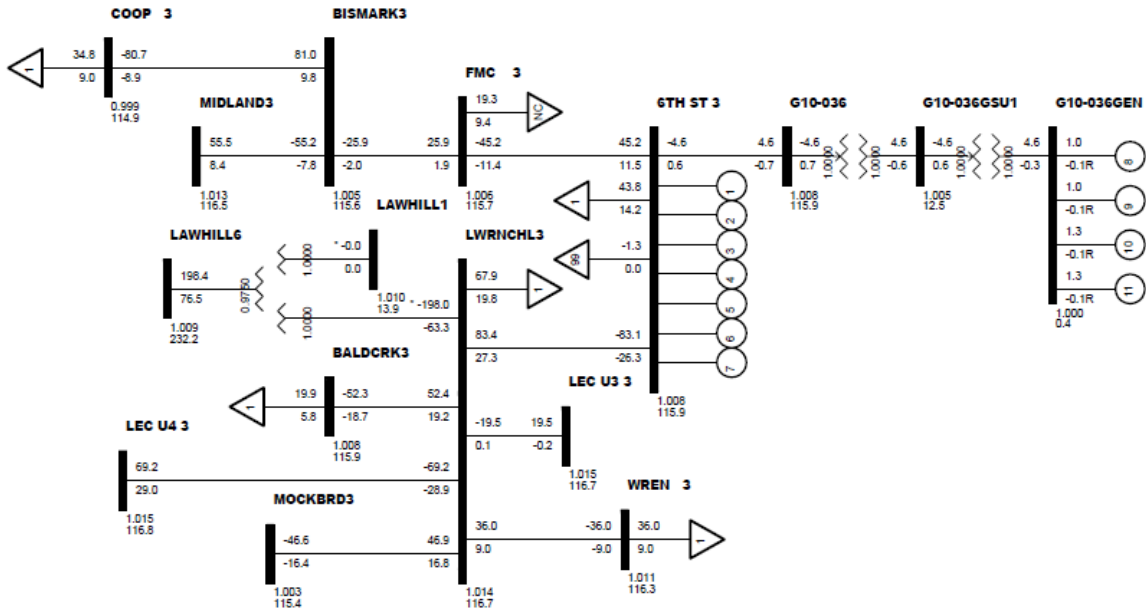 COOP 3
BISMARK3
34.8 -80.7 81.0
1 9.0 -8.9 9.8
FMC 3
0.999
114.9
MIDLAND3
19.3
9.4 NC
6TH ST 3
G10-036
G10-036GSU1
G10-036GEN
55.5 -55.2 -25.9 25.9 -45.2 45.2 -4.6 4.6 -4.6 4.6 -4.6 4.6 1.0
8.4 -7.8 -2.0 1.9 -11.4 11.5 0.6 -0.7 0.7 1.0000 1.0000 -0.6 0.6 1.0000 1.0000 -0.3 -0.1R 8
1.013
116.5
1.005
115.6
1.006
115.7
1.008
115.9
1.005
12.5
43.8 1
1 14.2 2
1.0 9
-0.1R
-1.3 3
99 0.0 4
1.3 10
-0.1R
5
6
7
1.3 11
-0.1R
1.000
0.4
LAWHILL1
LAWHILL6
LWRNCHL3
* -0.0
1.0000 0.0
198.4 67.9
76.5 0.9750 19.8 1
1.010
13.9
* -198.0
1.0000 -63.3
1.009
232.2
83.4 -83.1
27.3 -26.3
BALDCRK3
LEC U3 3
1.008
115.9
19.9 -52.3 52.4
1 5.8 -18.7 19.2
1.008
115.9
LEC U4 3
-19.5 19.5
0.1 -0.2
1.015
116.7
69.2 -69.2
29.0 -28.9
1.015
116.8
WREN 3
MOCKBRD3
36.0 -36.0 36.0
9.0 -9.0 9.0 1
-46.6 46.9
-16.4 16.8
1.011
116.3
1.003
115.4
1.014
116.7